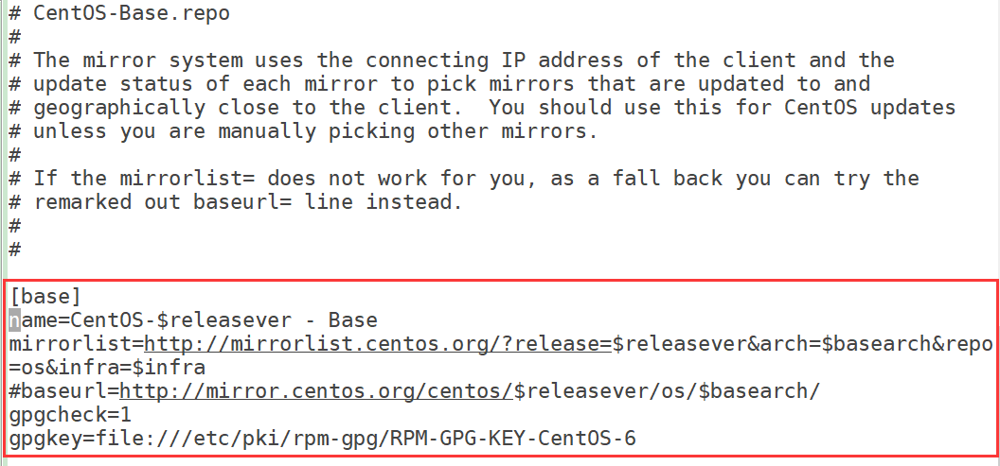 # CentOS-Base.repo
#
# The mirror system uses the connecting IP address of the client and the
# update status of each mirror to pick mirrors that are updated to and
# geographically close to the client.  You should use this for CentOS updates
# unless you are manually picking other mirrors.
#
# If the mirrorlist= does not work for you, as a fall back you can try the
# remarked out baseurl= line instead.
#
#
[base]
name=CentOS-$releasever - Base
mirrorlist=http://mirrorlist.centos.org/?release=$releasever&arch=$basearch&repo
=os&infra=$infra
#baseurl=http://mirror.centos.org/centos/$releasever/os/$basearch/
gpgcheck=1
gpgkey=file:///etc/pki/rpm-gpg/RPM-GPG-KEY-CentOS-6